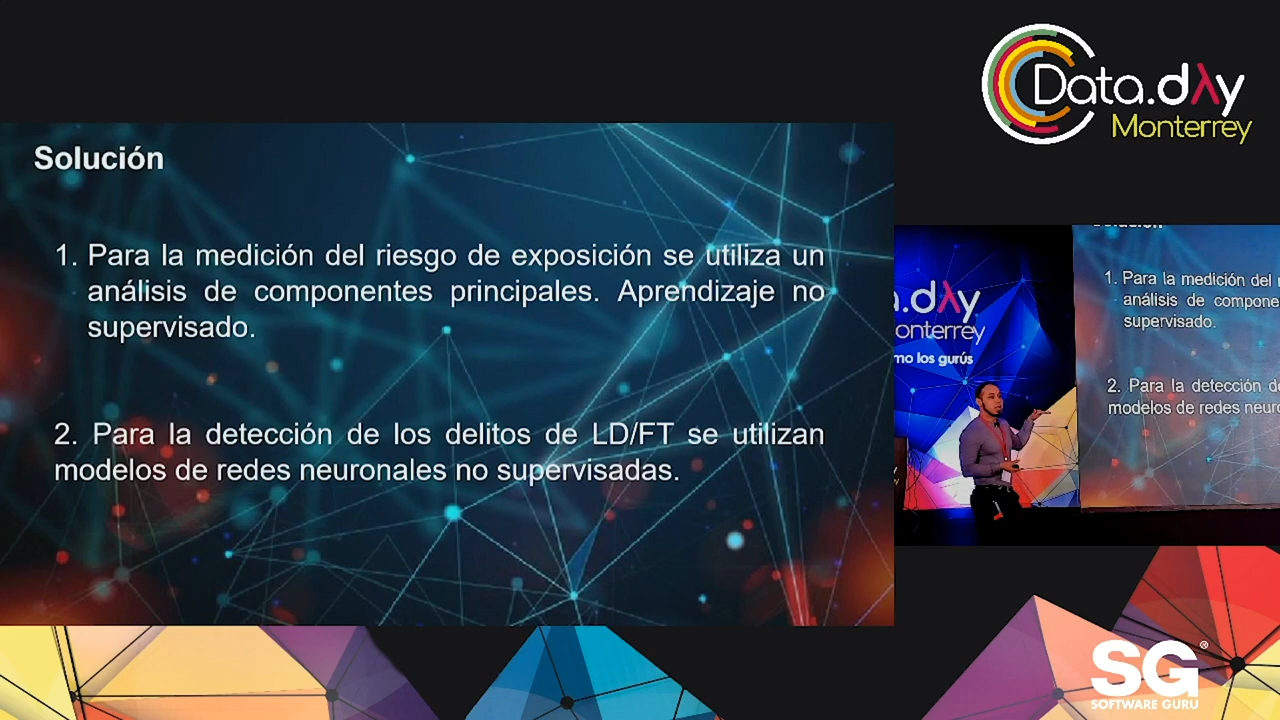 Data.dλy
Monterrey
Solución
1. Para la medición del riesgo de exposición se utiliza un
análisis de componentes principales. Aprendizaje no
supervisado.
2. Para la detección de los delitos de LD/FT se utilizan
modelos de redes neuronales no supervisadas.
Solución
1. Para la medición del
análisis de compone
supervisado.
2. Para la detección de
modelos de redes neuro
a.dλy
onterrey
mo los gurús
SG®
SOFTWARE GURU